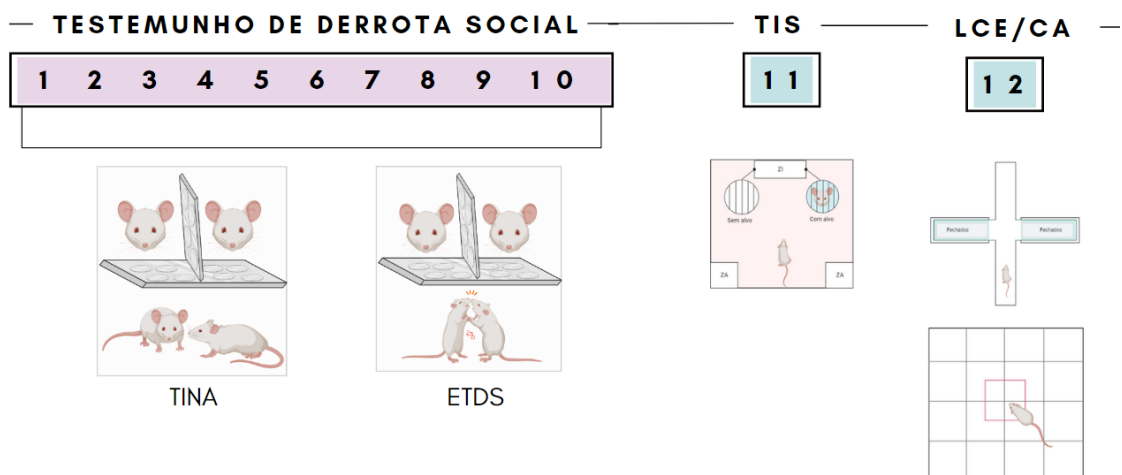 TESTEMUNHO DE DERROTA SOCIAL
TIS
LCE/CA
1 2 3 4 5 6 7 8 9 10
11
12
ZI
Sem alvo
Com alvo
ZA
ZA
Fechados
Fechados
TINA
ETDS